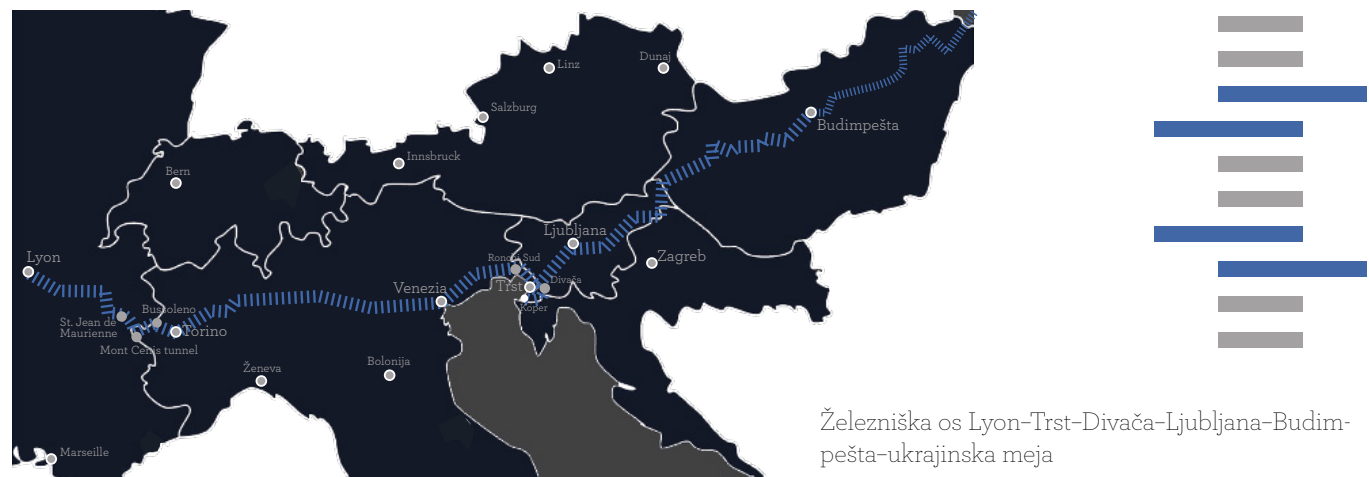 Linz
Dunaj
Salzburg
Budimpešta
Innsbruck
Bern
Ljubljana
Lyon
Ronchi Sud
Zagreb
Venezia
Trst
Divača
Koper
Bussoleno
St. Jean de
Maurienne
Torino
Mont Cenis tunnel
Ženeva
Bolonija
Marseille
Železniška os Lyon–Trst–Divača–Ljubljana–Budim-
pešta–ukrajinska meja